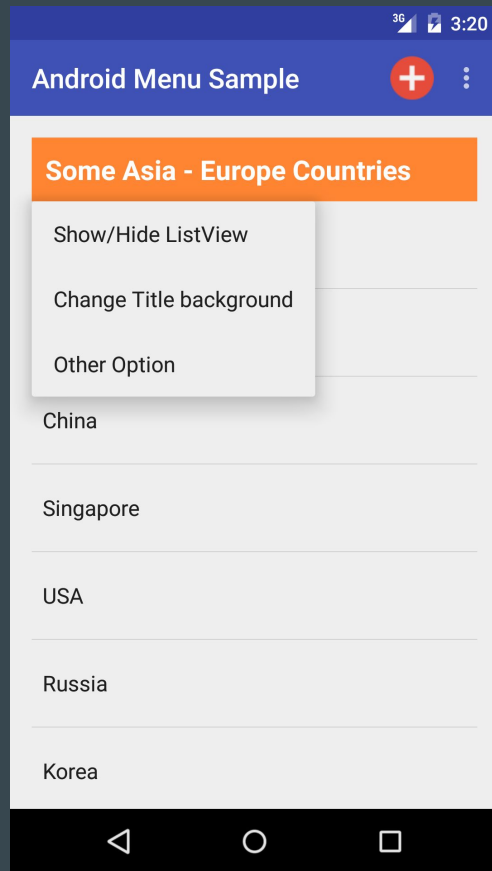 3G 3:20
Android Menu Sample
Some Asia - Europe Countries
Show/Hide ListView
Change Title background
Other Option
China
Singapore
USA
Russia
Korea